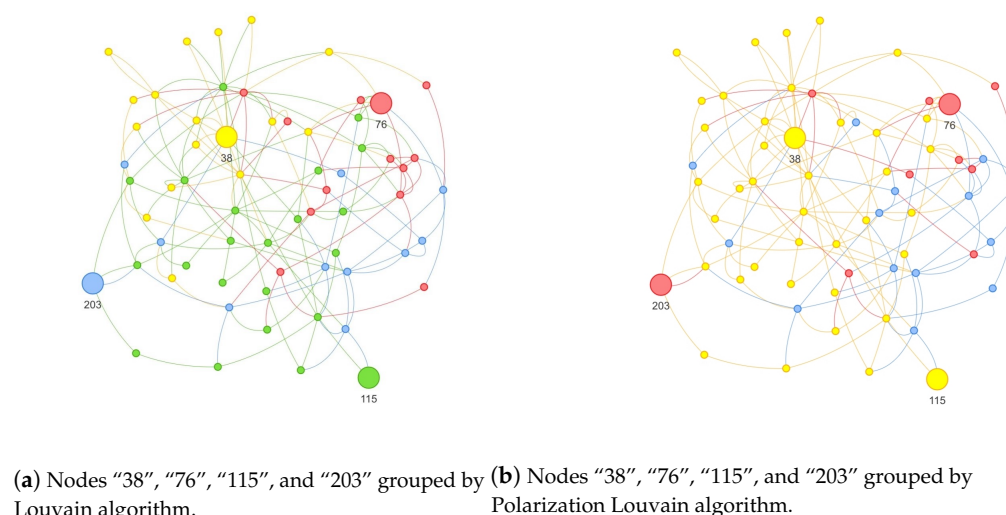 76
38
203
115
76
38
203
115
(a) Nodes “38”, “76”, “115”, and “203” grouped by
Louvain algorithm.
(b) Nodes “38”, “76”, “115”, and “203” grouped by
Polarization Louvain algorithm.